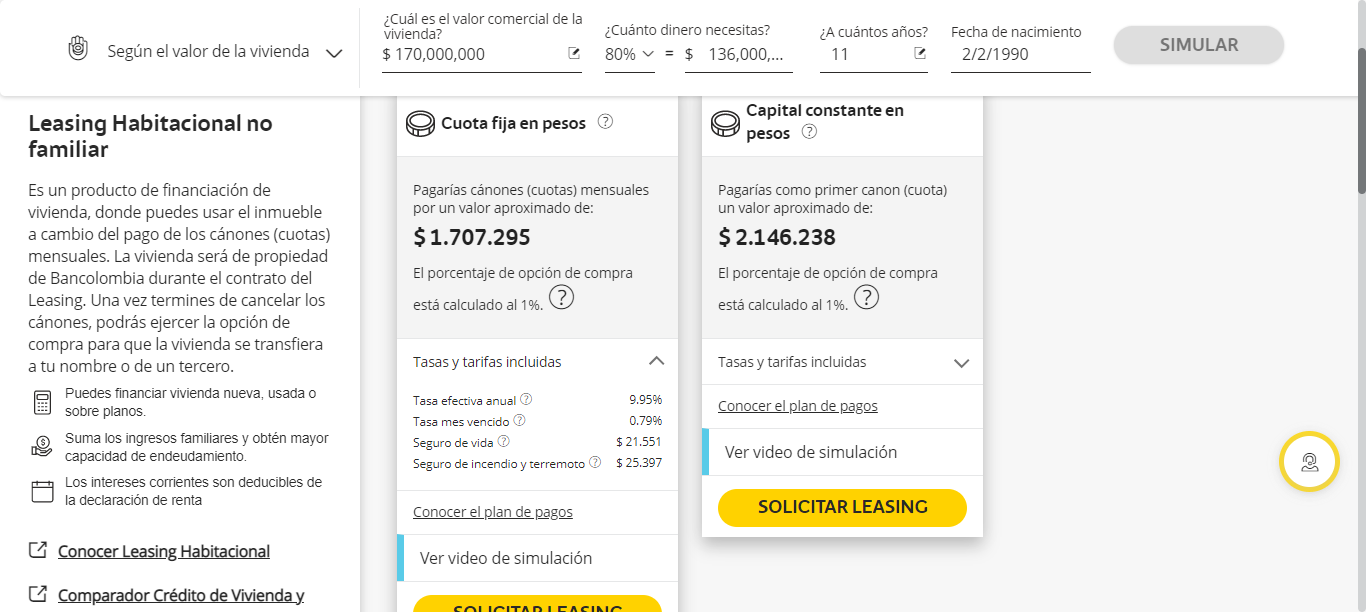 Según el valor de la vivienda
¿Cuál es el valor comercial de la
vivienda?
$ 170,000,000
¿Cuánto dinero necesitas?
80% = $ 136,000,...
¿A cuántos años?
11
Fecha de nacimiento
2/2/1990
SIMULAR
Leasing Habitacional no
familiar
Es un producto de financiación de
vivienda, donde puedes usar el inmueble
a cambio del pago de los cánones (cuotas)
mensuales. La vivienda será de propiedad
de Bancolombia durante el contrato del
Leasing. Una vez termines de cancelar los
cánones, podrás ejercer la opción de
compra para que la vivienda se transfiera
a tu nombre o de un tercero.
Puedes financiar vivienda nueva, usada o
sobre planos.
Suma los ingresos familiares y obtén mayor
capacidad de endeudamiento.
Los intereses corrientes son deducibles de
la declaración de renta
Conocer Leasing Habitacional
Comparador Crédito de Vivienda y
Cuota fija en pesos ?
Pagarías cánones (cuotas) mensuales
por un valor aproximado de:
$ 1.707.295
El porcentaje de opción de compra
está calculado al 1%. ?
Tasas y tarifas incluidas
Tasa efectiva anual ? 9.95%
Tasa mes vencido ? 0.79%
Seguro de vida ? $ 21.551
Seguro de incendio y terremoto ? $ 25.397
Conocer el plan de pagos
Ver video de simulación
SOLICITAR LEASING
Capital constante en
pesos ?
Pagarías como primer canon (cuota)
un valor aproximado de:
$ 2.146.238
El porcentaje de opción de compra
está calculado al 1%. ?
Tasas y tarifas incluidas
Conocer el plan de pagos
Ver video de simulación
SOLICITAR LEASING